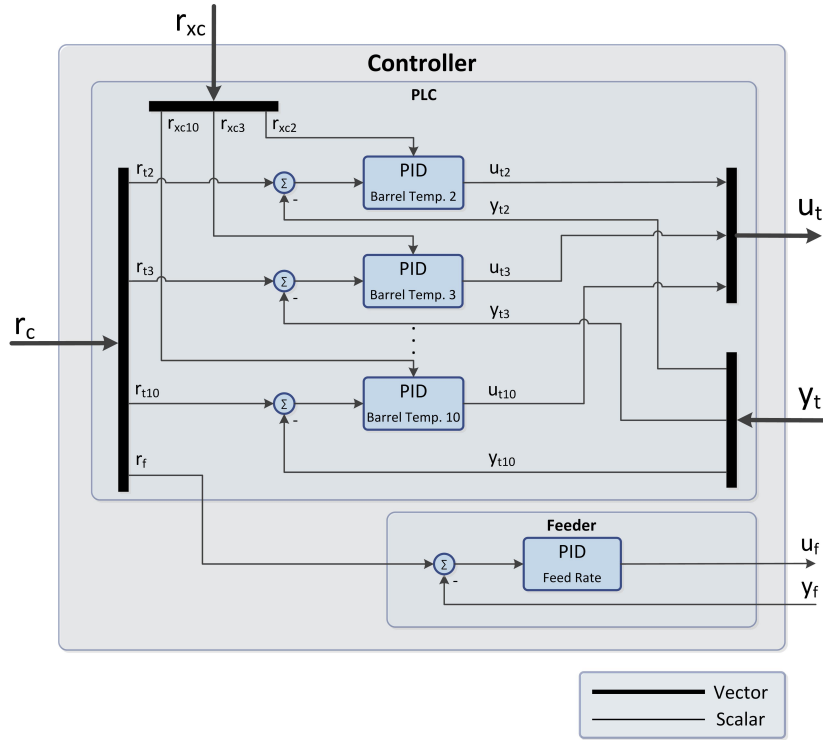 r_xc
Controller
PLC
r_xc10 r_xc3 r_xc2
r_t2 Σ - PID u_t2
Barrel Temp. 2
y_t2
u_t
r_t3 Σ - PID u_t3
Barrel Temp. 3
y_t3
r_c
r_t10 Σ - PID u_t10
Barrel Temp. 10
y_t
r_f
y_t10
Feeder
Σ - PID u_f
Feed Rate
y_f
Vector
Scalar